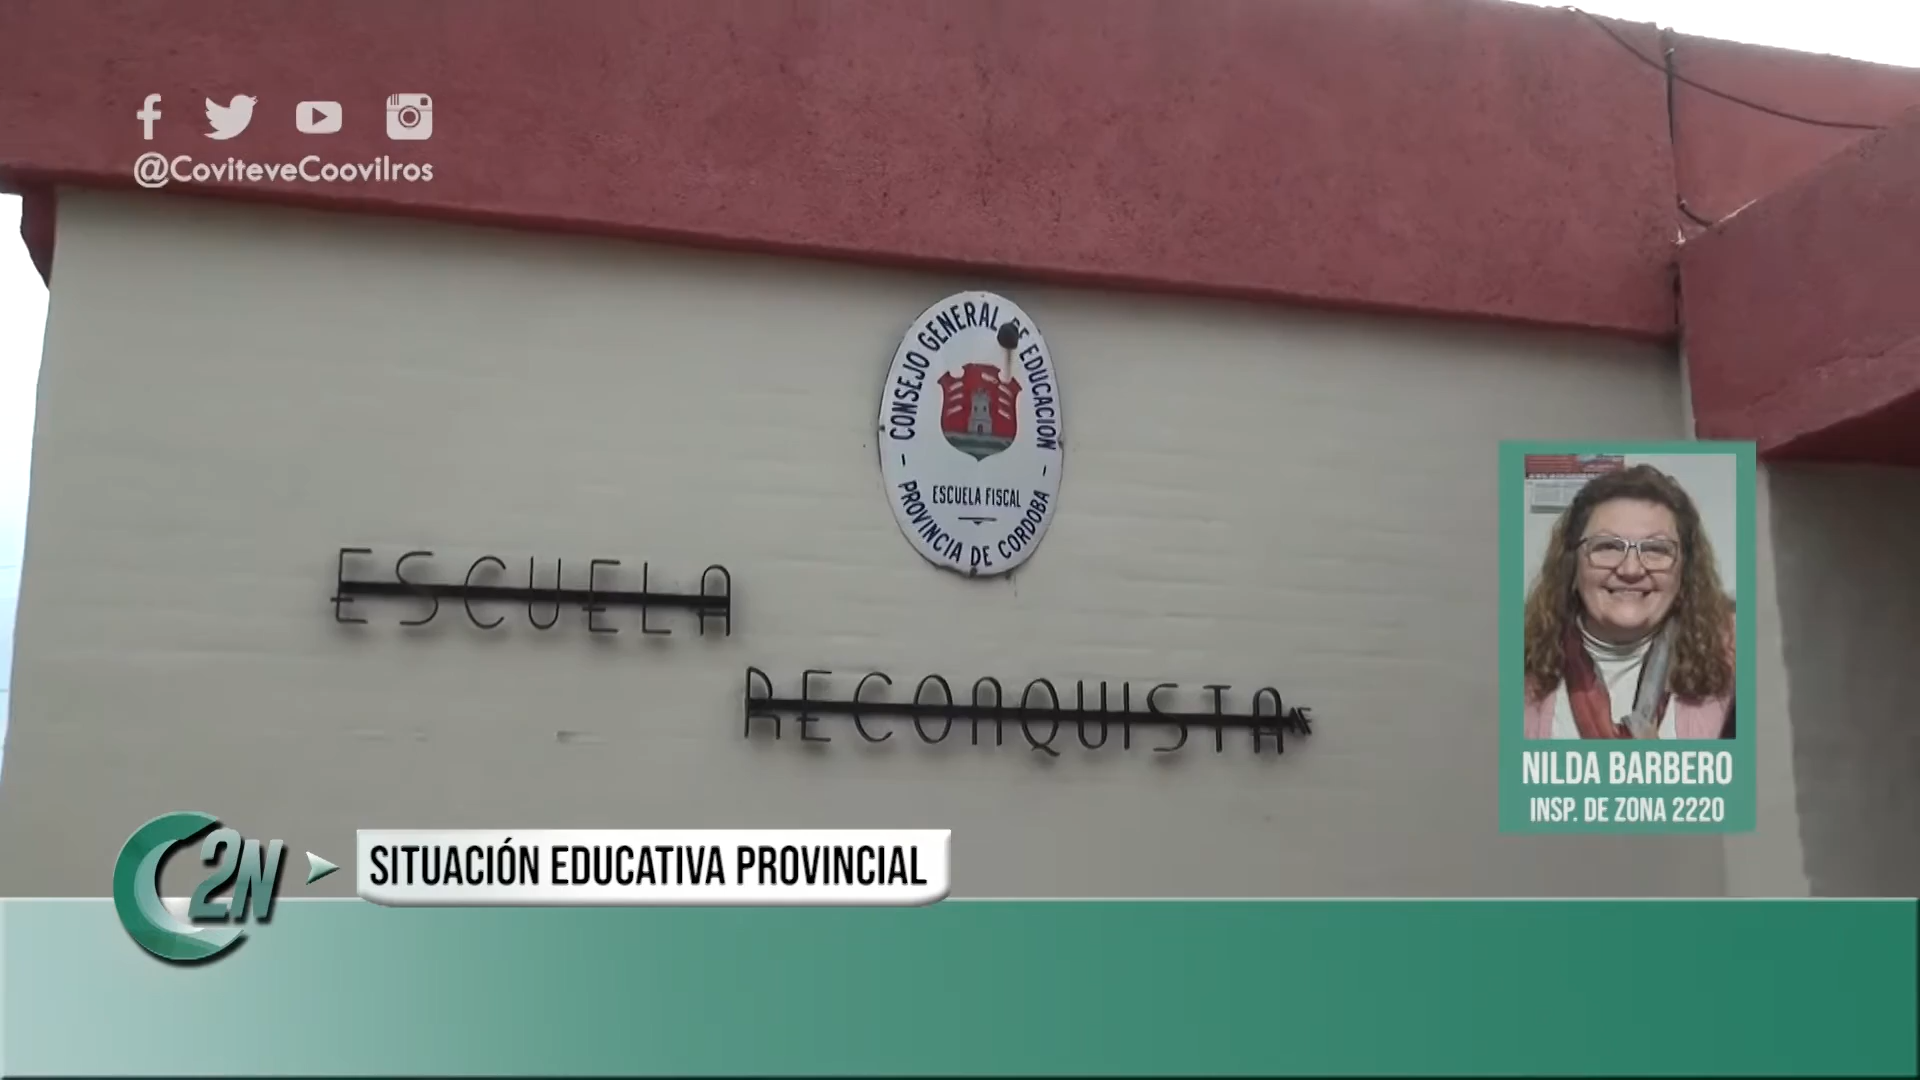 @CoviteveCoovilros
CONSEJO GENERAL DE EDUCACION
ESCUELA FISCAL
- PROVINCIA DE CORDOBA -
ESCUELA
RECONQUISTA
NILDA BARBERO
INSP. DE ZONA 2220
C2N
SITUACIÓN EDUCATIVA PROVINCIAL